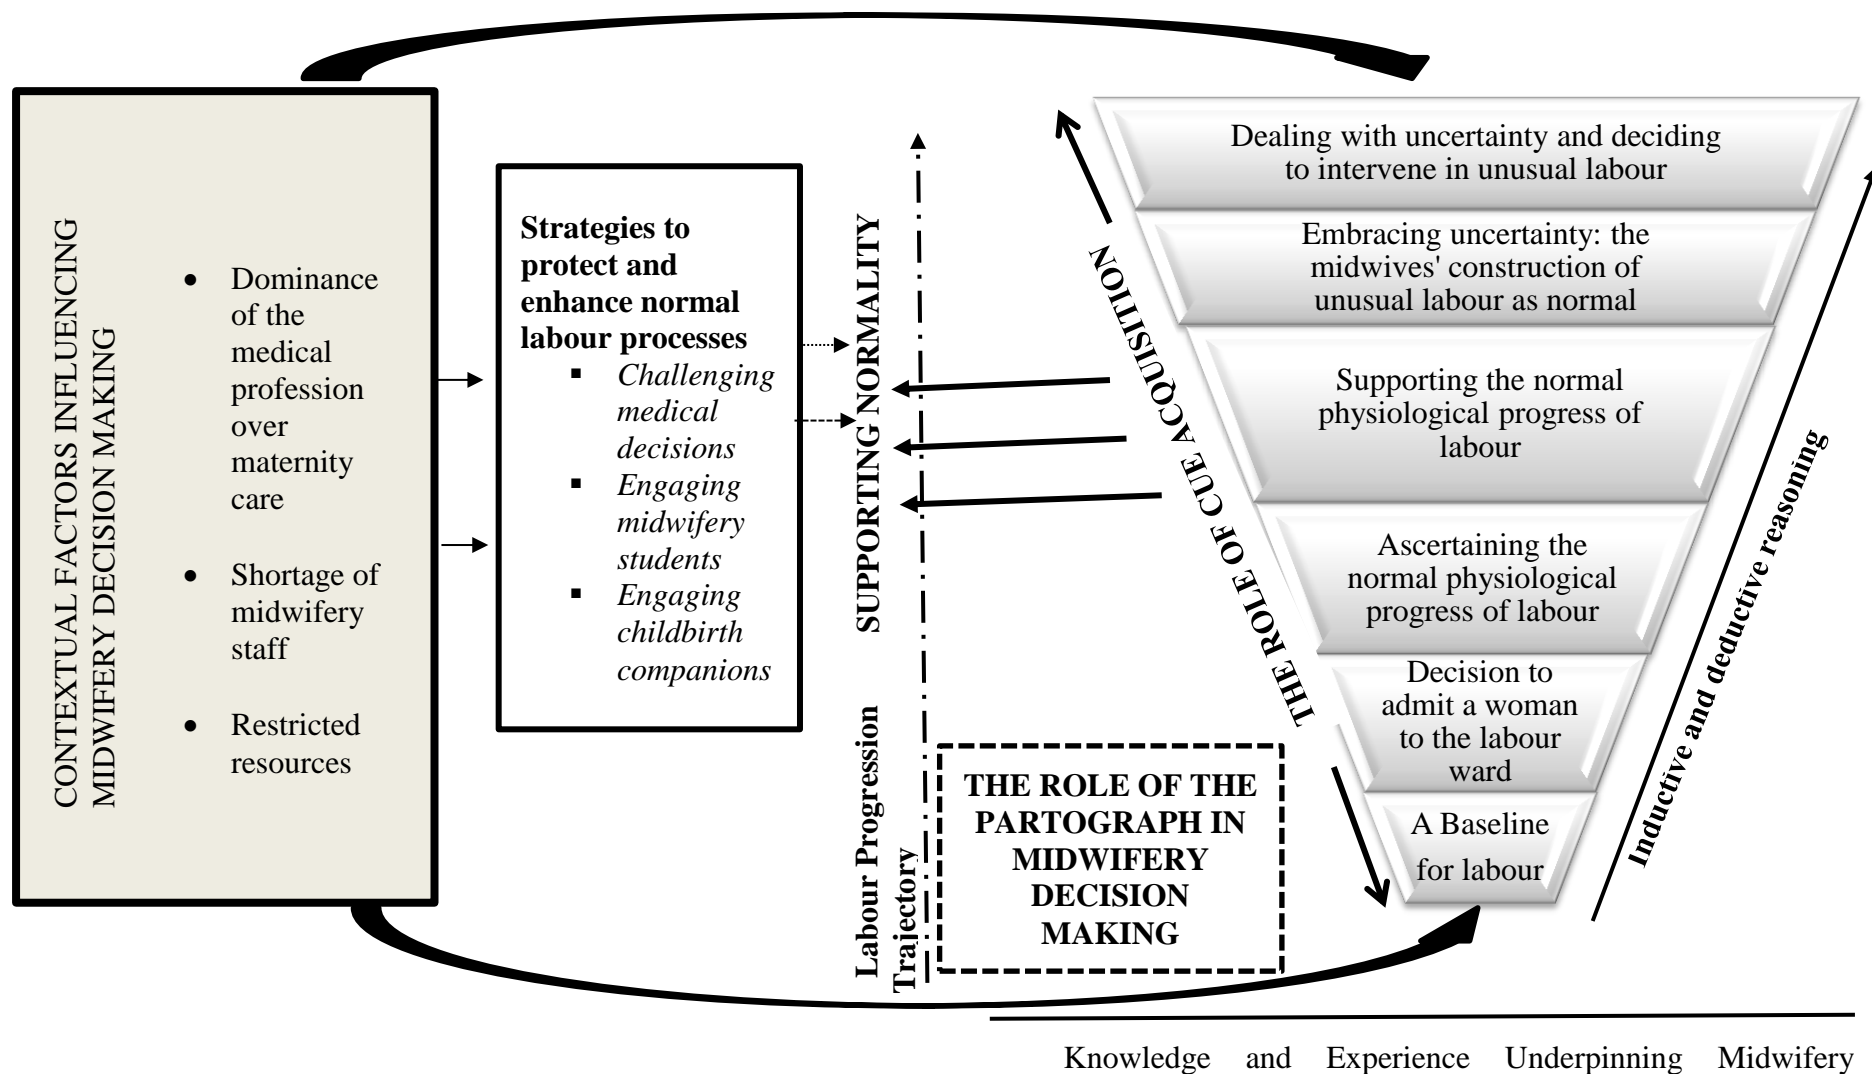 CONTEXTUAL FACTORS INFLUENCING
MIDWIFERY DECISION MAKING
• Dominance
of the
medical
profession
over
maternity
care
• Shortage of
midwifery
staff
• Restricted
resources
Strategies to
protect and
enhance normal
labour processes
▪ Challenging
medical
decisions
▪ Engaging
midwifery
students
▪ Engaging
childbirth
companions
Labour Progression SUPPORTING NORMALITY
Trajectory
THE ROLE OF THE
PARTOGRAPH IN
MIDWIFERY
DECISION
MAKING
THE ROLE OF CUE ACQUISITION
Dealing with uncertainty and deciding
to intervene in unusual labour
Embracing uncertainty: the
midwives' construction of
unusual labour as normal
Supporting the normal
physiological progress of
labour
Ascertaining the
normal physiological
progress of labour
Decision to
admit a woman
to the labour
ward
A Baseline
for labour
Inductive and deductive reasoning
Knowledge and Experience Underpinning Midwifery